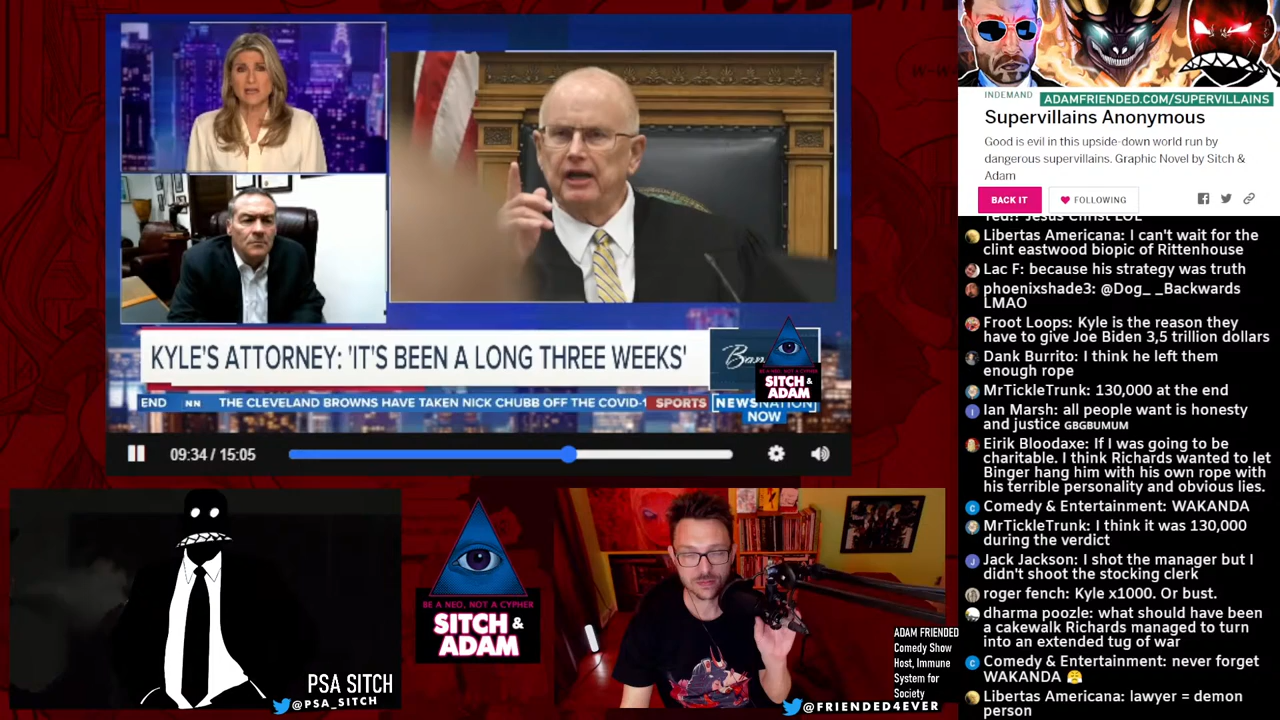 KYLE'S ATTORNEY: 'IT'S BEEN A LONG THREE WEEKS'
Ban
BE A NEO, NOT A CYPHER
SITCH &
ADAM
END NN THE CLEVELAND BROWNS HAVE TAKEN NICK CHUBB OFF THE COVID-1 SPORTS
NEWSNATION
NOW
09:34 / 15:05
PSA SITCH
@PSA_SITCH
BE A NEO, NOT A CYPHER
SITCH &
ADAM
ADAM FRIENDED
Comedy Show
Host, Immune
System for
Society
@FRIENDED4EVER
INDEMAND
ADAMFRIENDED.COM/SUPERVILLAINS
Supervillains Anonymous
Good is evil in this upside-down world run by
dangerous supervillains. Graphic Novel by Sitch &
Adam
BACK IT
FOLLOWING
Ted!! Jesus Christ LOL
Libertas Americana: I can't wait for the
clint eastwood biopic of Rittenhouse
Lac F: because his strategy was truth
phoenixshade3: @Dog_ _Backwards
LMAO
Froot Loops: Kyle is the reason they
have to give Joe Biden 3,5 trillion dollars
Dank Burrito: I think he left them
enough rope
MrTickleTrunk: 130,000 at the end
Ian Marsh: all people want is honesty
and justice GBGBUMUM
Eirik Bloodaxe: If I was going to be
charitable. I think Richards wanted to let
Binger hang him with his own rope with
his terrible personality and obvious lies.
Comedy & Entertainment: WAKANDA
MrTickleTrunk: I think it was 130,000
during the verdict
Jack Jackson: I shot the manager but I
didn't shoot the stocking clerk
roger fench: Kyle x1000. Or bust.
dharma poozle: what should have been
a cakewalk Richards managed to turn
into an extended tug of war
Comedy & Entertainment: never forget
WAKANDA 😤
Libertas Americana: lawyer = demon
person